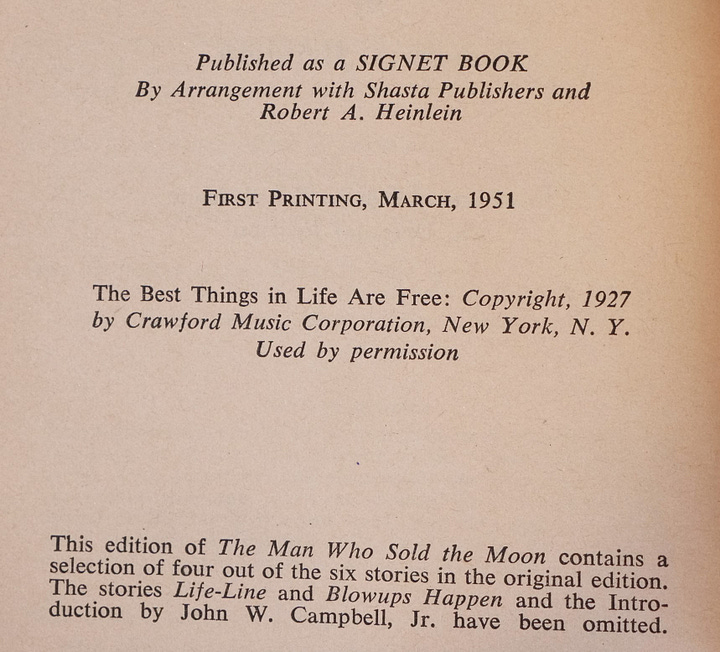 Published as a SIGNET BOOK
By Arrangement with Shasta Publishers and
Robert A. Heinlein
FIRST PRINTING, MARCH, 1951
The Best Things in Life Are Free: Copyright, 1927
by Crawford Music Corporation, New York, N. Y.
Used by permission
This edition of The Man Who Sold the Moon contains a
selection of four out of the six stories in the original edition.
The stories Life-Line and Blowups Happen and the Intro-
duction by John W. Campbell, Jr. have been omitted.